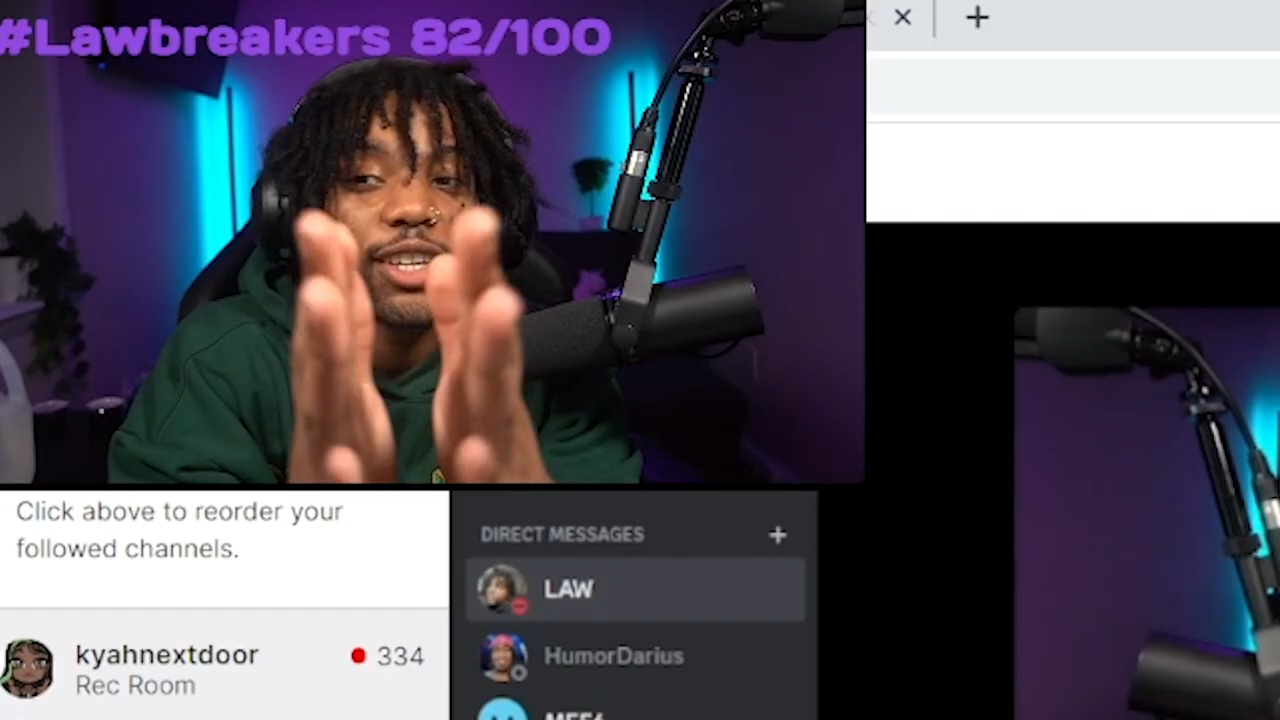 #Lawbreakers 82/100
Click above to reorder your
followed channels.
kyahnextdoor
334
Rec Room
DIRECT MESSAGES
LAW
HumorDarius